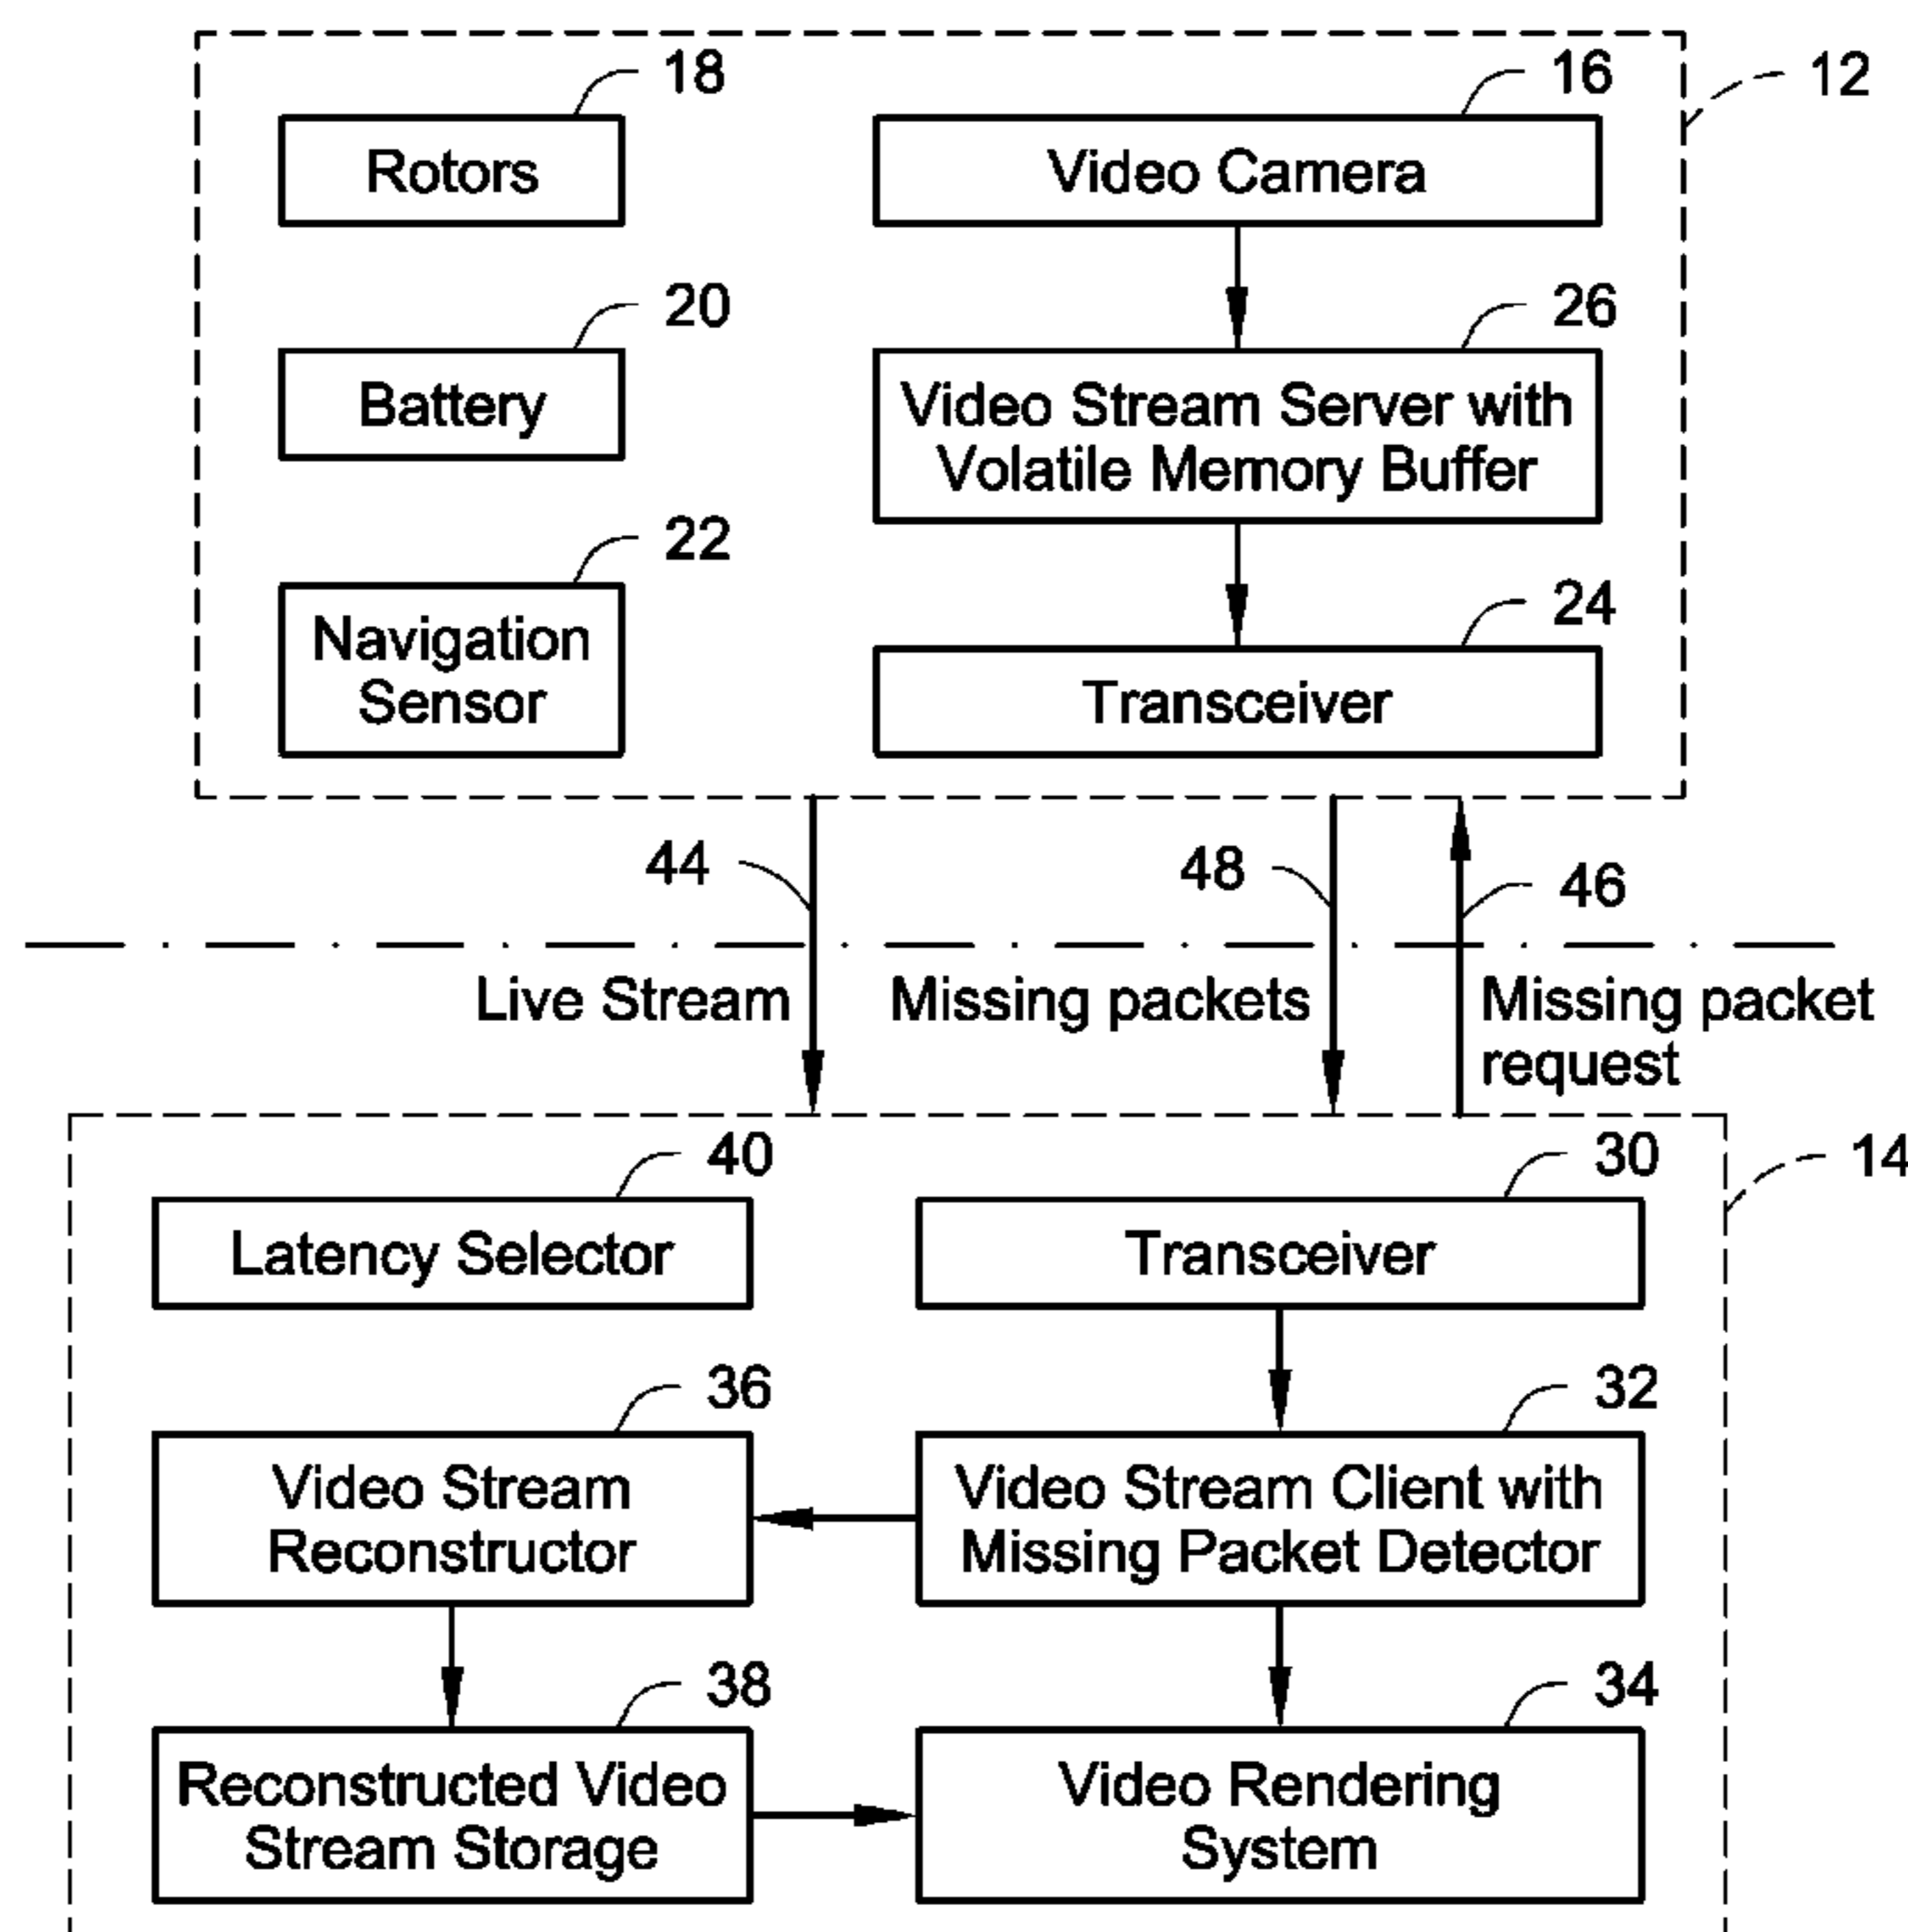 18
16
12
Rotors
Video Camera
20
26
Battery
Video Stream Server with
Volatile Memory Buffer
22
24
Navigation
Sensor
Transceiver
44
48
46
Live Stream
Missing packets
Missing packet
request
40
30
14
Latency Selector
Transceiver
36
32
Video Stream
Reconstructor
Video Stream Client with
Missing Packet Detector
38
34
Reconstructed Video
Stream Storage
Video Rendering
System